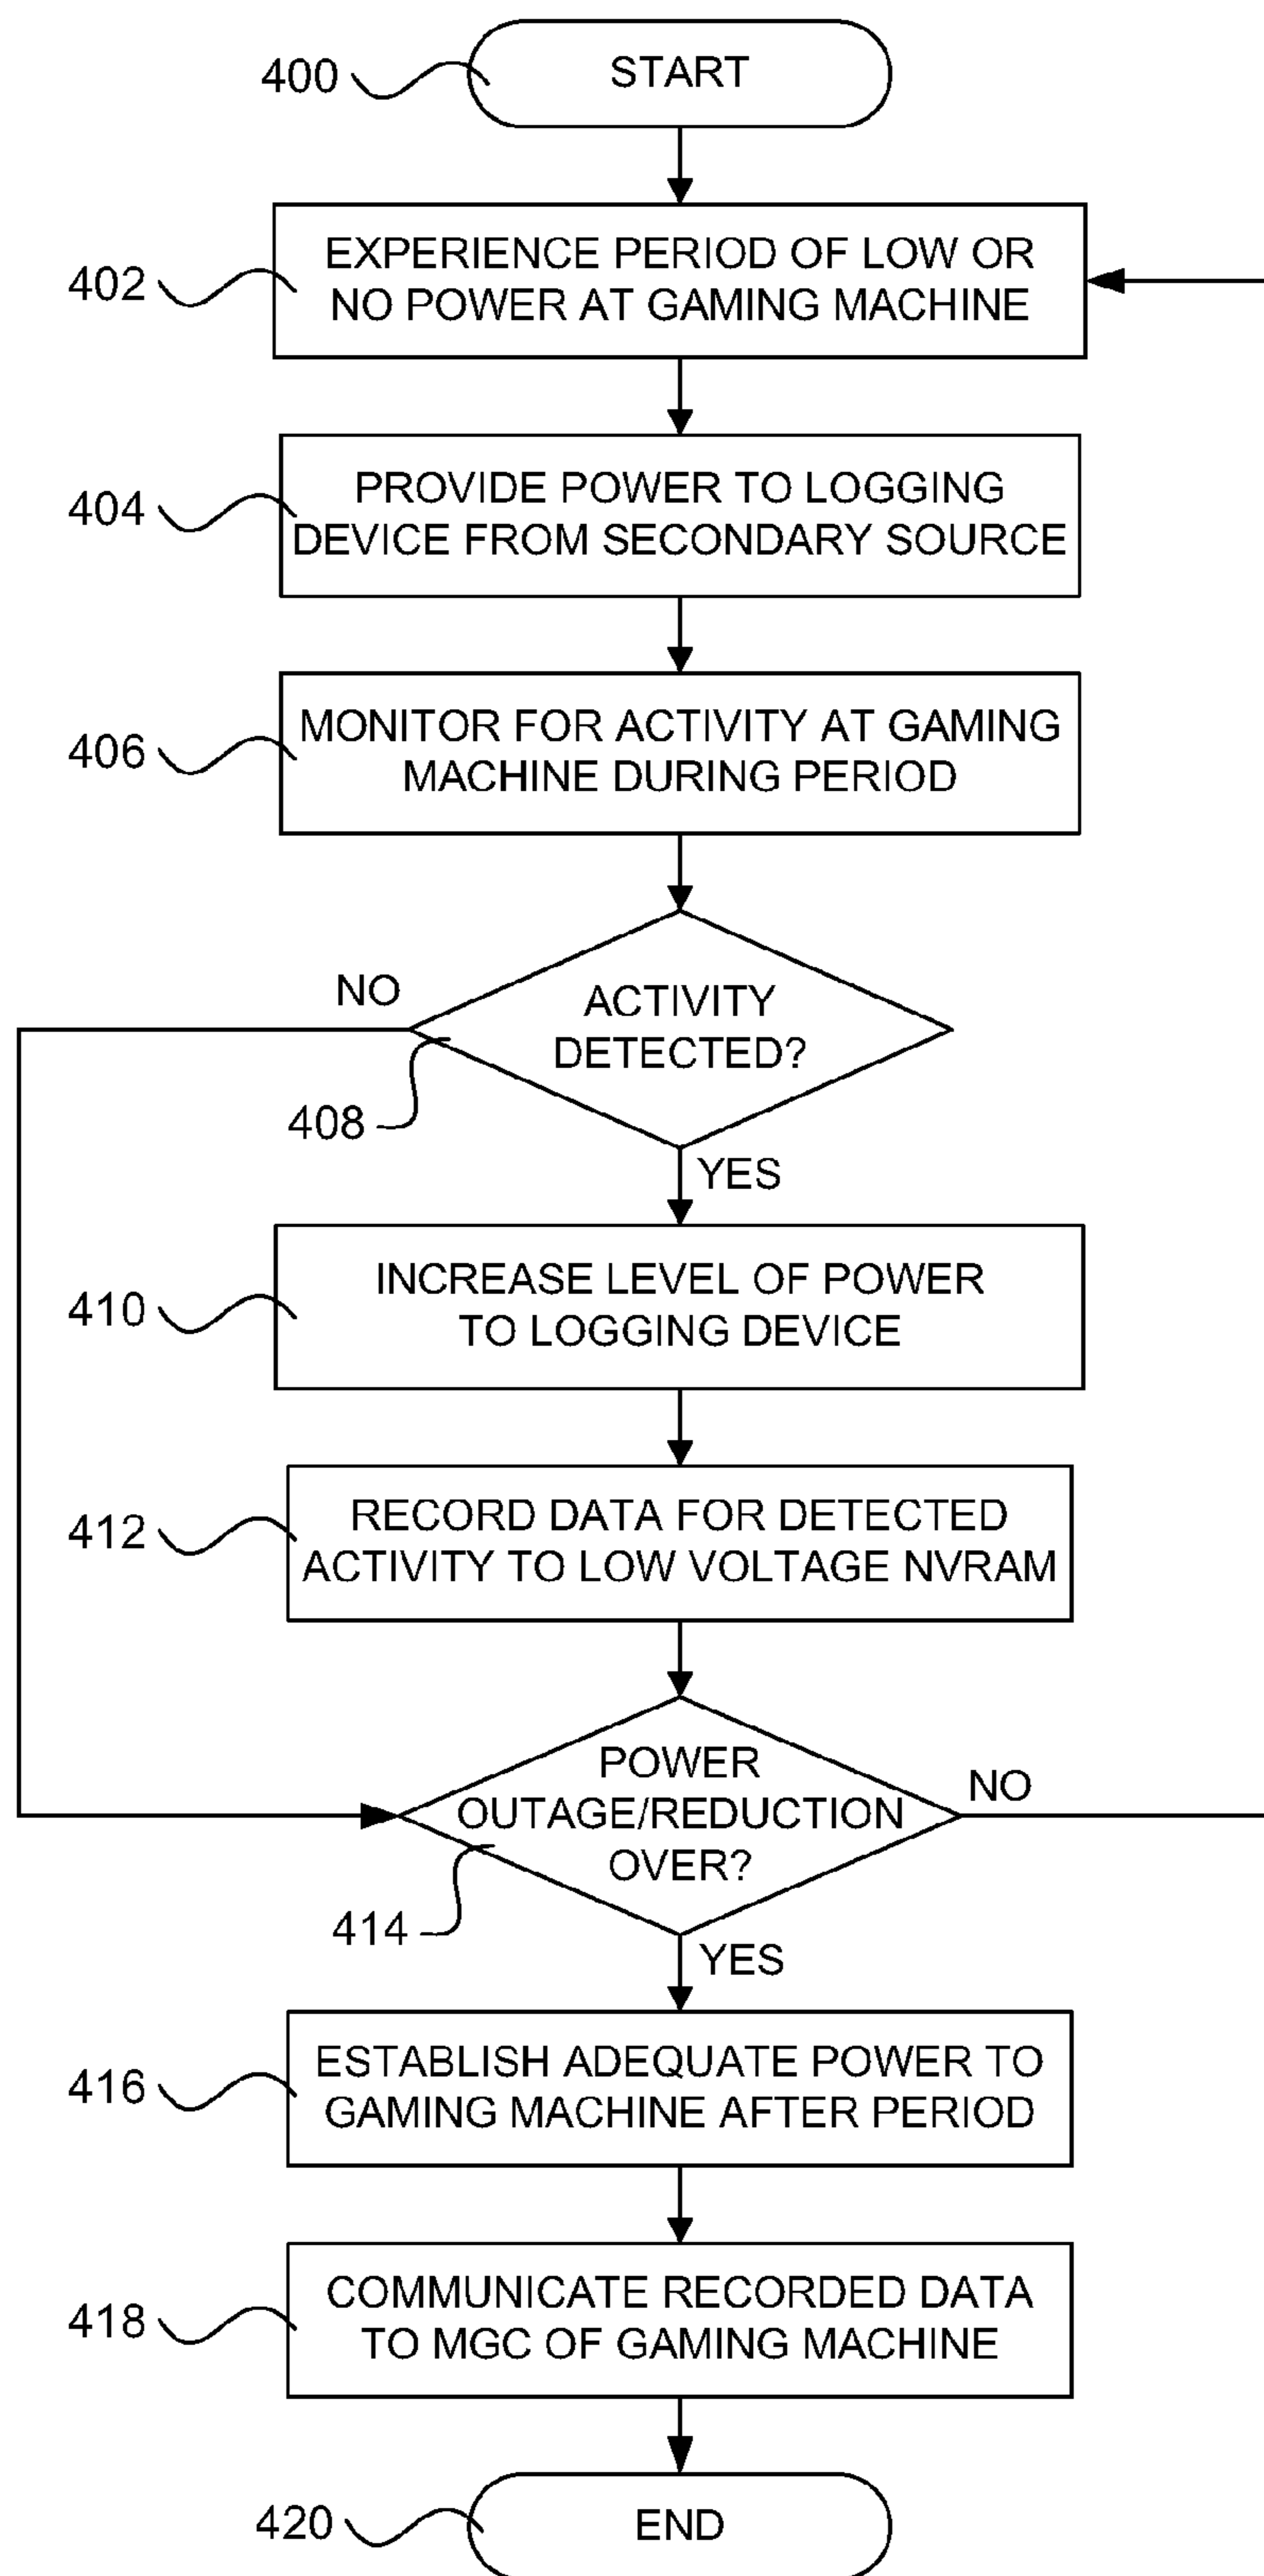 400
START
402
EXPERIENCE PERIOD OF LOW OR
NO POWER AT GAMING MACHINE
404
PROVIDE POWER TO LOGGING
DEVICE FROM SECONDARY SOURCE
406
MONITOR FOR ACTIVITY AT GAMING
MACHINE DURING PERIOD
NO
ACTIVITY
DETECTED?
408
YES
410
INCREASE LEVEL OF POWER
TO LOGGING DEVICE
412
RECORD DATA FOR DETECTED
ACTIVITY TO LOW VOLTAGE NVRAM
POWER
OUTAGE/REDUCTION
OVER?
NO
414
YES
416
ESTABLISH ADEQUATE POWER TO
GAMING MACHINE AFTER PERIOD
418
COMMUNICATE RECORDED DATA
TO MGC OF GAMING MACHINE
420
END